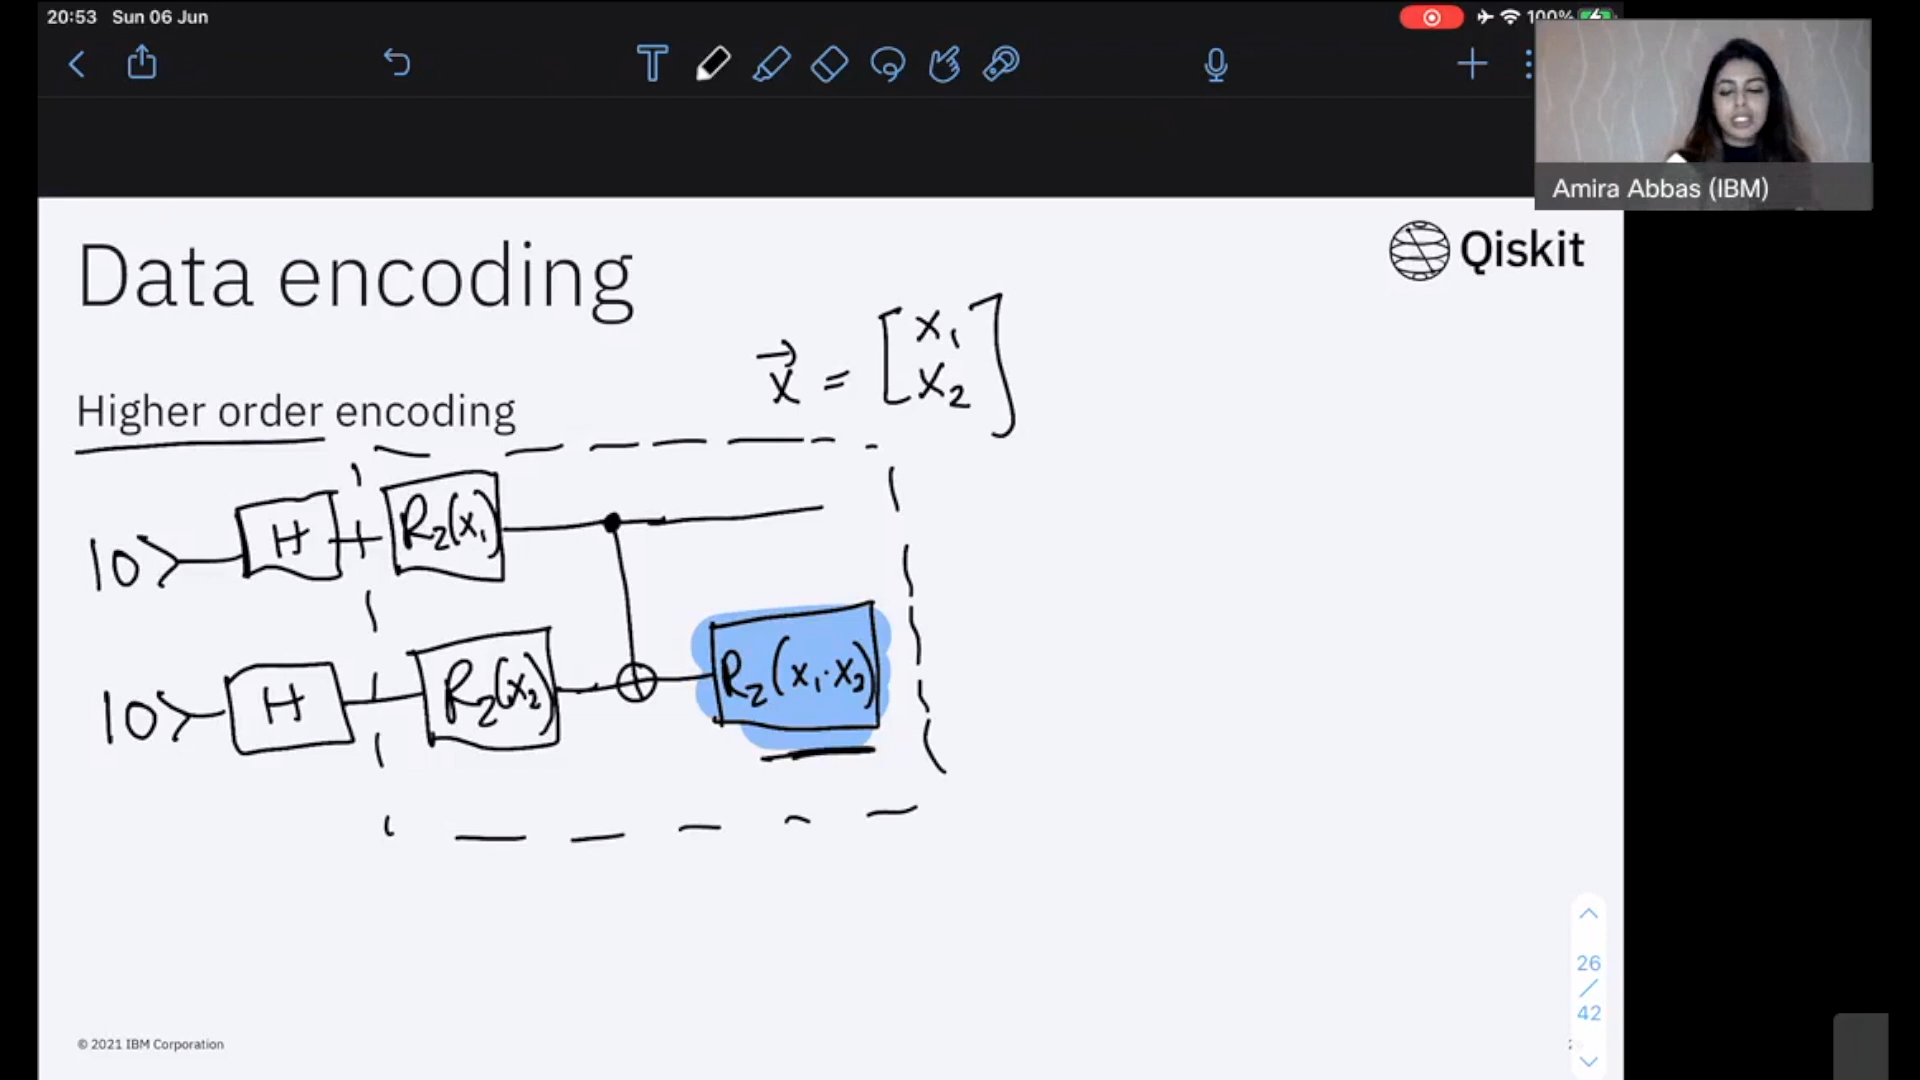 20:53 Sun 06 Jun
100%
Amira Abbas (IBM)
Data encoding
Qiskit
x = [x₁
x₂]
Higher order encoding
|0> H Rz(x₁)
|0> H Rz(x₂) Rz(x₁·x₂)
26
/
42
© 2021 IBM Corporation